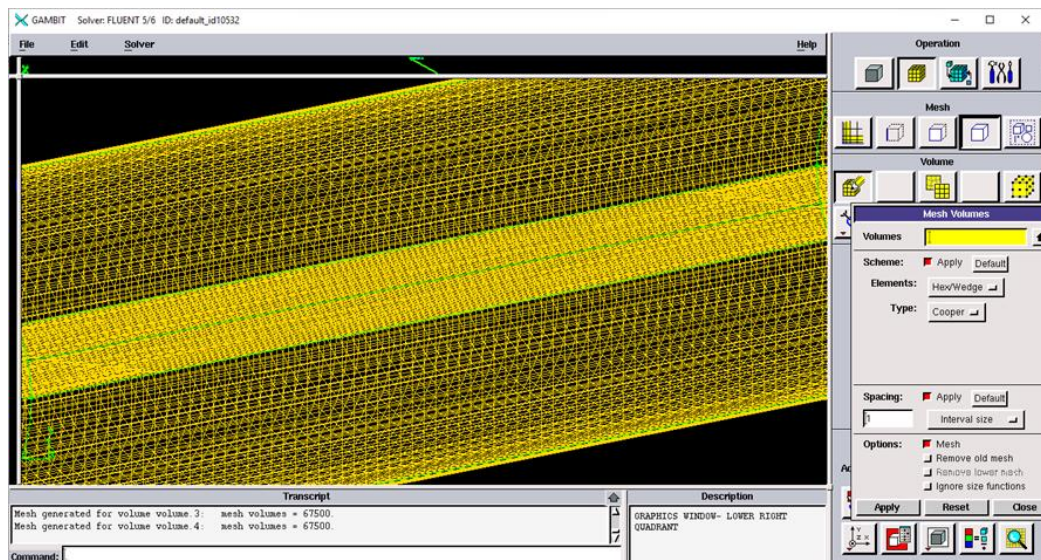 GAMBIT Solver: FLUENT 5/6 ID: default_id10532
File Edit Solver Help
Operation
Mesh
Volume
Mesh Volumes
Volumes
Scheme: Apply Default
Elements: Hex/Wedge
Type: Cooper
Spacing: Apply Default
1 Interval size
Options: Mesh
Remove old mesh
Remove lower mesh
Ignore size functions
Apply Reset Close
Transcript
Mesh generated for volume volume.3: mesh volumes = 67500.
Mesh generated for volume volume.4: mesh volumes = 67500.
Command:
Description
GRAPHICS WINDOW- LOWER RIGHT
QUADRANT